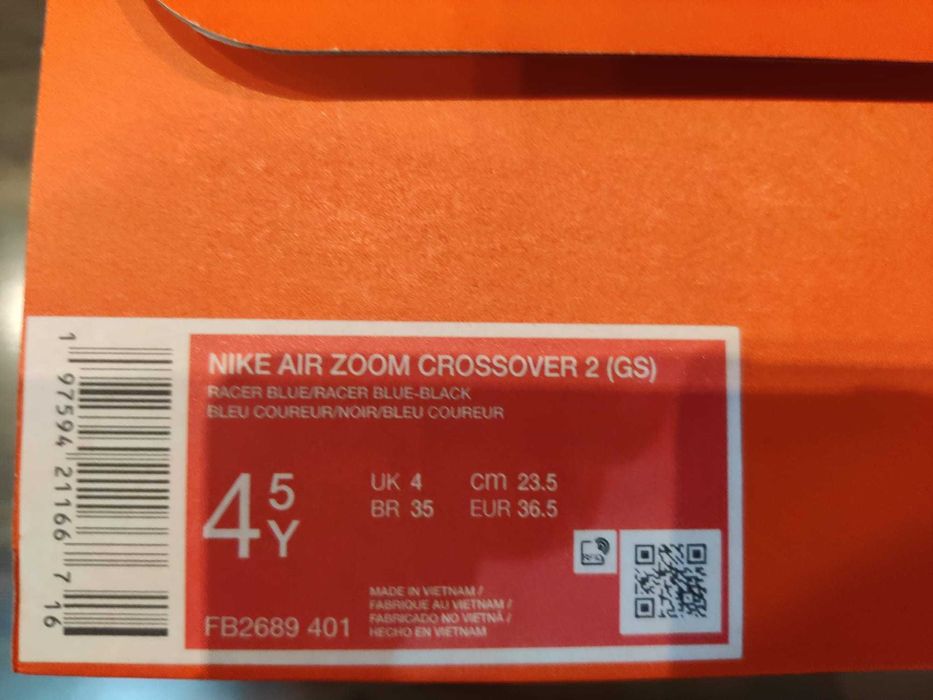 NIKE AIR ZOOM CROSSOVER 2 (GS)
RACER BLUE/RACER BLUE-BLACK
BLEU COUREUR/NOIR/BLEU COUREUR
4 5 Y
UK 4 cm 23.5
BR 35 EUR 36.5
MADE IN VIETNAM /
FABRIQUE AU VIETNAM /
FABRICADO NO VIETNÃ /
HECHO EN VIETNAM
FB2689 401
1 97594 21166 7 16